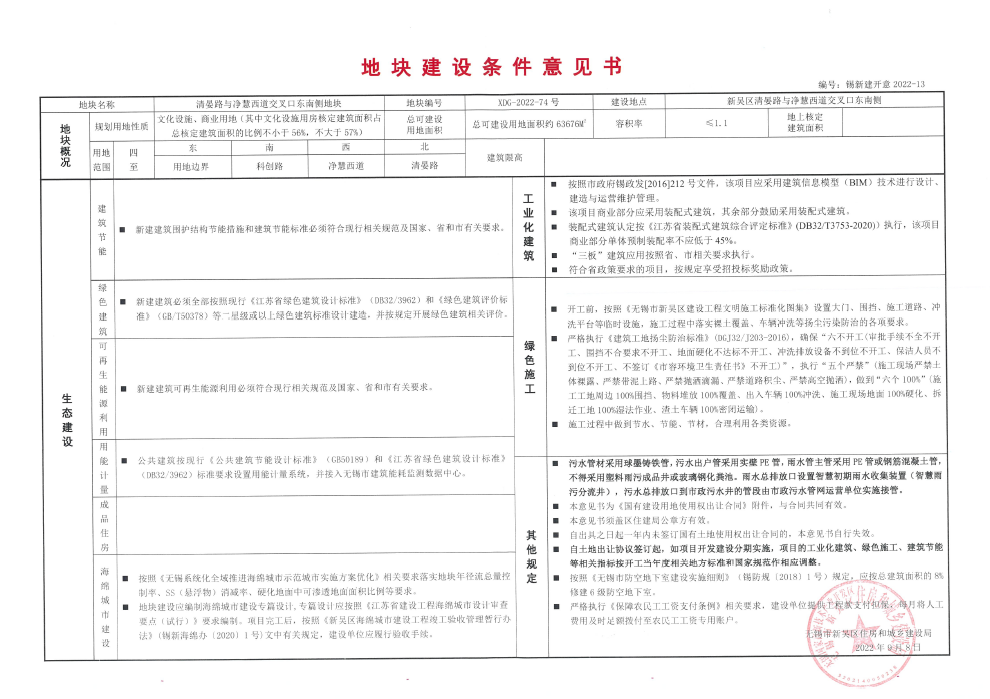 地块建设条件意见书
编号：锡新建开意 2022-13
地块名称
清晏路与净慧西道交叉口东南侧地块
地块编号
XDG-2022-74 号
建设地点
新吴区清晏路与净慧西道交叉口东南侧
地块概况
规划用地性质
文化设施、商业用地（其中文化设施用房核定建筑面积占
总核定建筑面积的比例不小于 56%，不大于 57%）
总可建设
用地面积
总可建设用地面积约 63676㎡
容积率
≤1.1
地上核定
建筑面积
用地
范围
四
至
东
南
西
北
用地边界
科创路
净慧西道
清晏路
建筑限高
生态建设
建筑节能
■ 新建建筑围护结构节能措施和建筑节能标准必须符合现行相关规范及国家、省和市有关要求。
绿色建筑
■ 新建建筑必须全部按照现行《江苏省绿色建筑设计标准》（DB32/3962）和《绿色建筑评价标
准》（GB/T50378）等二星级或以上绿色建筑标准设计建造，并按规定开展绿色建筑相关评价。
可再生能源利用
■ 新建建筑可再生能源利用必须符合现行相关规范及国家、省和市有关要求。
用能计量
■ 公共建筑按现行《公共建筑节能设计标准》（GB50189）和《江苏省绿色建筑设计标准》
（DB32/3962）标准要求设置用能计量系统，并接入无锡市建筑能耗监测数据中心。
成品住房
海绵城市建设
■ 按照《无锡系统化全域推进海绵城市示范城市实施方案优化》相关要求落实地块年径流总量控
制率、SS（悬浮物）消减率、硬化地面中可渗透地面面积比例等要求。
■ 地块建设应编制海绵城市建设专篇设计,专篇设计应按照《江苏省建设工程海绵城市设计审查
要点（试行）》要求编制。项目完工后，按照《新吴区海绵城市建设工程竣工验收管理暂行办
法》（锡新海绵办（2020）1 号)文中有关规定，建设单位应履行验收手续。
工业化建筑
■ 按照市政府锡政发[2016]212 号文件，该项目应采用建筑信息模型（BIM）技术进行设计、
建造与运营维护管理。
■ 该项目商业部分应采用装配式建筑，其余部分鼓励采用装配式建筑。
■ 装配式建筑认定按《江苏省装配式建筑综合评定标准》(DB32/T3753-2020)）执行，该项目
商业部分单体预制装配率不应低于 45%。
■ “三板”建筑应用按照省、市相关要求执行。
■ 符合省政策要求的项目，按规定享受招投标奖励政策。
绿色施工
■ 开工前，按照《无锡市新吴区建设工程文明施工标准化图集》设置大门、围挡、施工道路、冲
洗平台等临时设施，施工过程中落实裸土覆盖、车辆冲洗等扬尘污染防治的各项要求。
■ 严格执行《建筑工地扬尘防治标准》(DGJ32/J203-2016)，确保“六不开工(审批手续不全不开
工、围挡不合要求不开工、地面硬化不达标不开工、冲洗排放设备不到位不开工、保洁人员不
到位不开工、不签订《市容环境卫生责任书》不开工)”，执行“五个严禁”(施工现场严禁土
体裸露，严禁带泥上路、严禁抛洒滴漏、严禁道路积尘、严禁高空抛洒)，做到“六个 100%”(施
工工地周边 100%围挡、物料堆放 100%覆盖、出入车辆 100%冲洗、施工现场地面 100%硬化、拆
迁工地 100%湿法作业、渣土车辆 100%密闭运输)。
■ 施工过程中做到节水、节能、节材，合理利用各类资源。
其他规定
■ 污水管材采用球墨铸铁管，污水出户管采用实壁 PE 管，雨水管主管采用 PE 管或钢筋混凝土管，
不得采用塑料雨污成品井或玻璃钢化粪池。雨水总排放口设置智慧初期雨水收集装置（智慧雨
污分流井），污水总排放口到市政污水井的管段由市政污水管网运营单位实施接管。
■ 本意见书为《国有建设用地使用权出让合同》附件，与合同共同有效。
■ 本意见书须盖区住建局公章方有效。
■ 自出具之日起一年内未签订国有土地使用权出让合同的，本意见书自行失效。
■ 自土地出让协议签订起，如项目开发建设分期实施，项目的工业化建筑、绿色施工、建筑节能
等相关指标按开工当年度相关地方标准和国家规范作相应调整。
■ 按照《无锡市防空地下室建设实施细则》（锡防规（2018）1 号）规定，应按总建筑面积的 8%
修建 6 级防空地下室。
■ 严格执行《保障农民工工资支付条例》相关要求，建设单位提供工程款支付担保，每月将人工
费用及时足额拨付至农民工工资专用账户。
无锡市新吴区住房和城乡建设局
2022 年 9 月 8 日